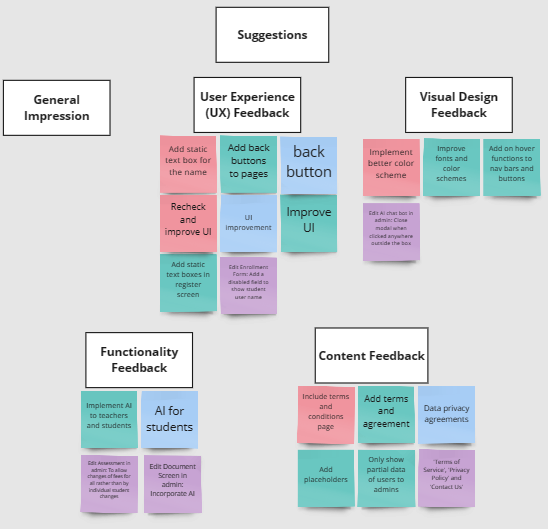 Suggestions
General
Impression
User Experience
(UX) Feedback
Visual Design
Feedback
Add static
text box for
the name
Add back
buttons
to pages
back
button
Recheck
and
improve UI
UI
improvement
Improve
UI
Add static
text boxes in
register
screen
Edit Enrollment
Form: Add a
disabled field to
show student
user name
Implement
better color
scheme
Improve
fonts and
color
schemes
Add on hover
functions to
nav bars and
buttons
Edit AI chat box in
admin: Close
modal when
clicked anywhere
outside the box
Functionality
Feedback
Implement AI
to teachers
and students
AI for
students
Edit Assessment in
admin: To allow
changes of fees for
all rather than by
individual student
changes
Edit Document
Screen in
admin:
Incorporate AI
Content Feedback
Include terms
and
conditions
page
Add terms
and
agreement
Data privacy
agreements
Add
placeholders
Only show
partial data
of users to
admins
'Terms of
Service', 'Privacy
Policy' and
'Contact Us'